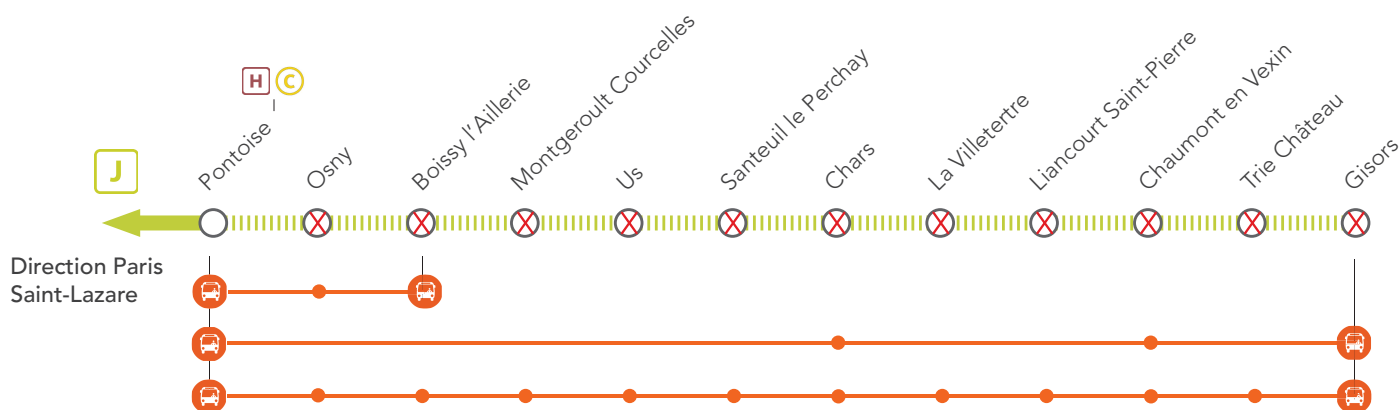 H C
J
Pontoise
Osny
Boissy l’Aillerie
Montgeroult Courcelles
Us
Santeuil le Perchay
Chars
La Villetertre
Liancourt Saint-Pierre
Chaumont en Vexin
Trie Château
Gisors
Direction Paris
Saint-Lazare